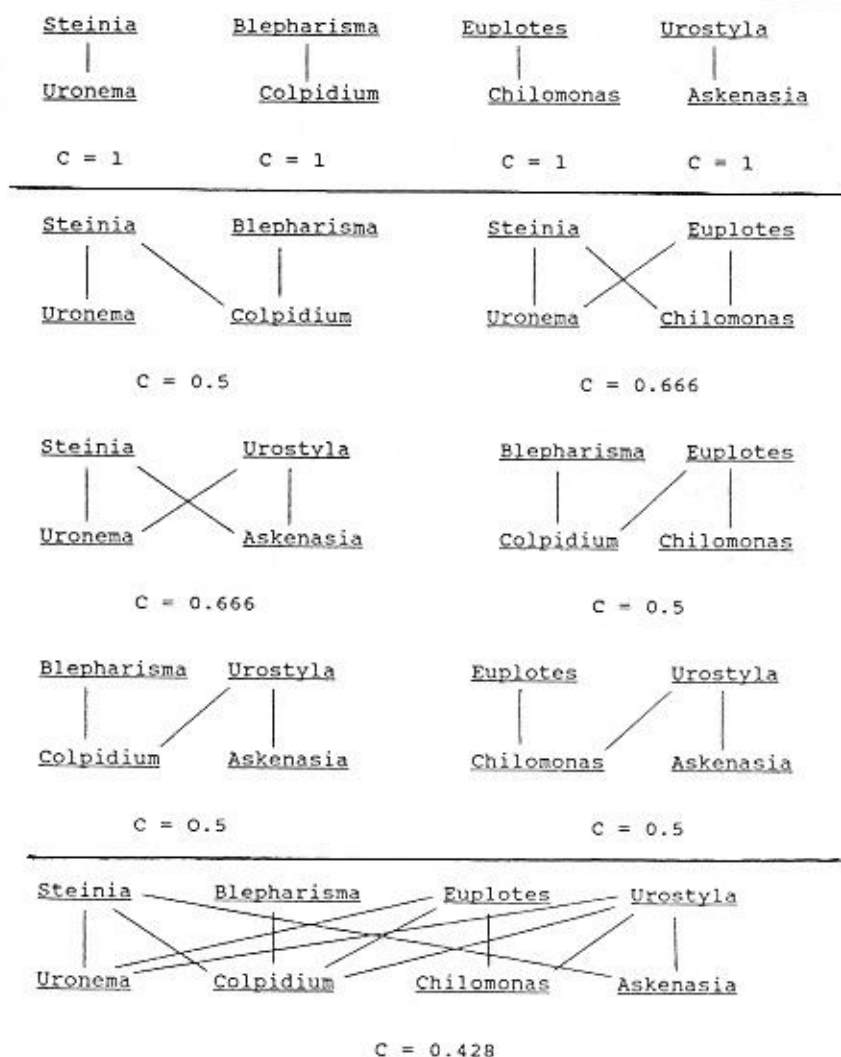 Steinia Blepharisma Euplotes Urostyla
Uronema Colpidium Chilomonas Askenasia
C = 1 C = 1 C = 1 C = 1
Steinia Blepharisma Steinia Euplotes
Uronema Colpidium Uronema Chilomonas
C = 0.5 C = 0.666
Steinia Urostyla Blepharisma Euplotes
Uronema Askenasia Colpidium Chilomonas
C = 0.666 C = 0.5
Blepharisma Urostyla Euplotes Urostyla
Colpidium Askenasia Chilomonas Askenasia
C = 0.5 C = 0.5
Steinia Blepharisma Euplotes Urostyla
Uronema Colpidium Chilomonas Askenasia
C = 0.428